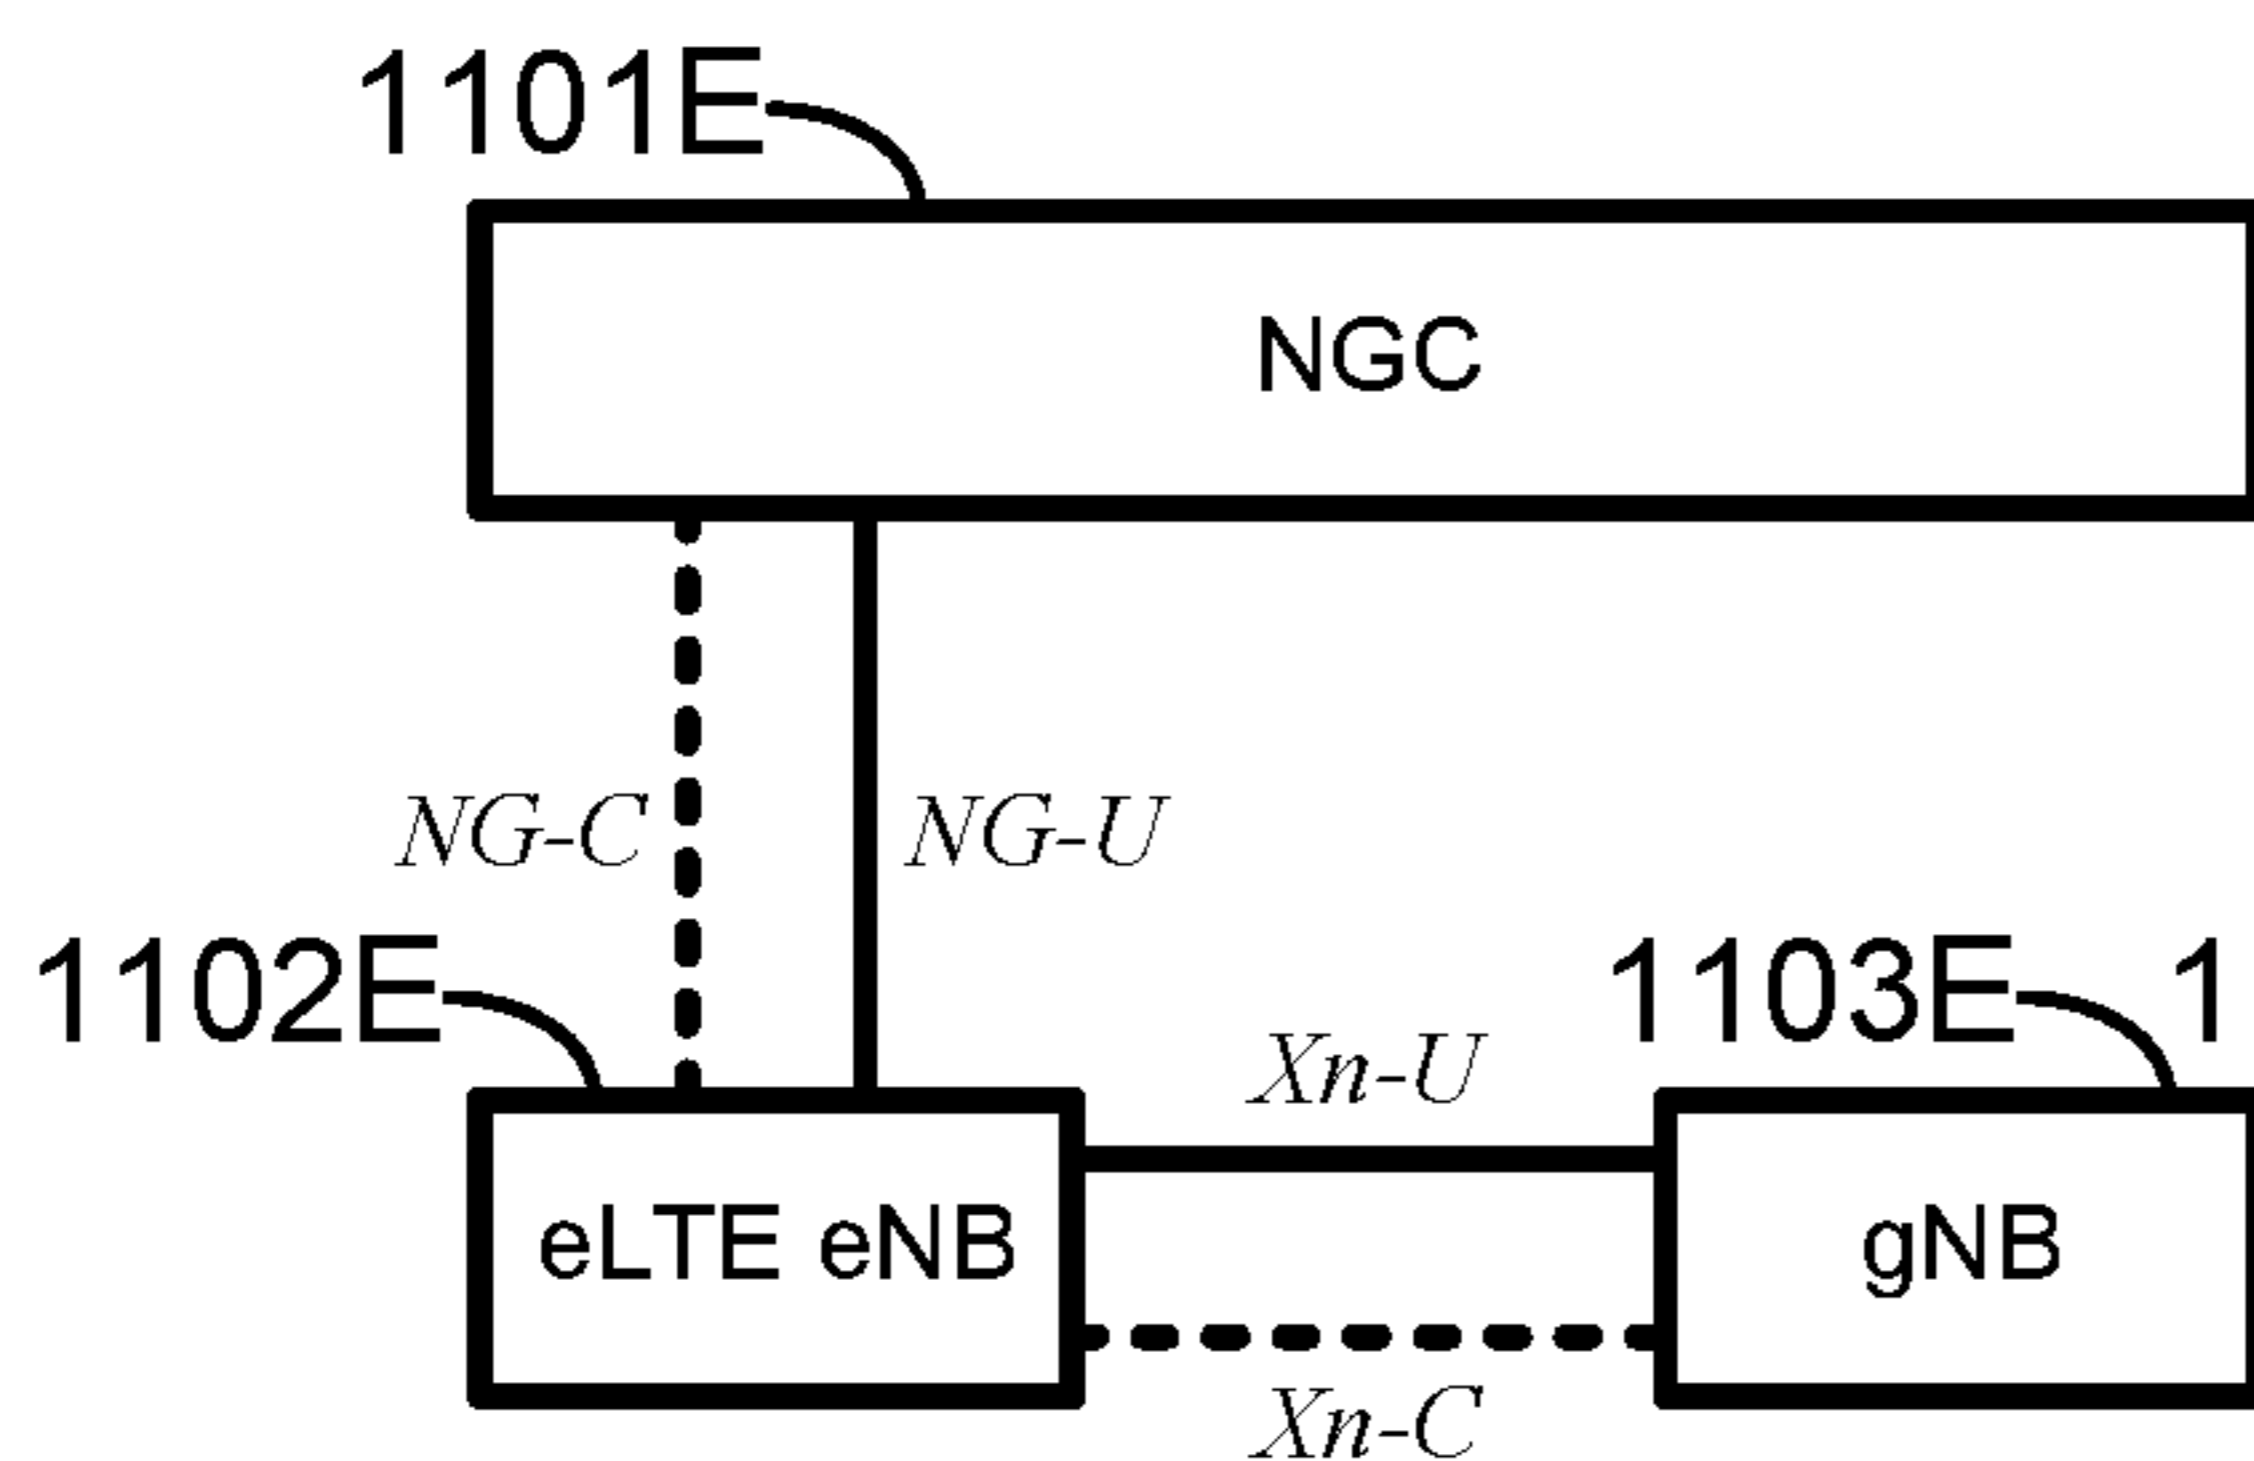 1101E
NGC
NG-C NG-U
1102E 1103E 1
Xn-U
eLTE eNB gNB
Xn-C